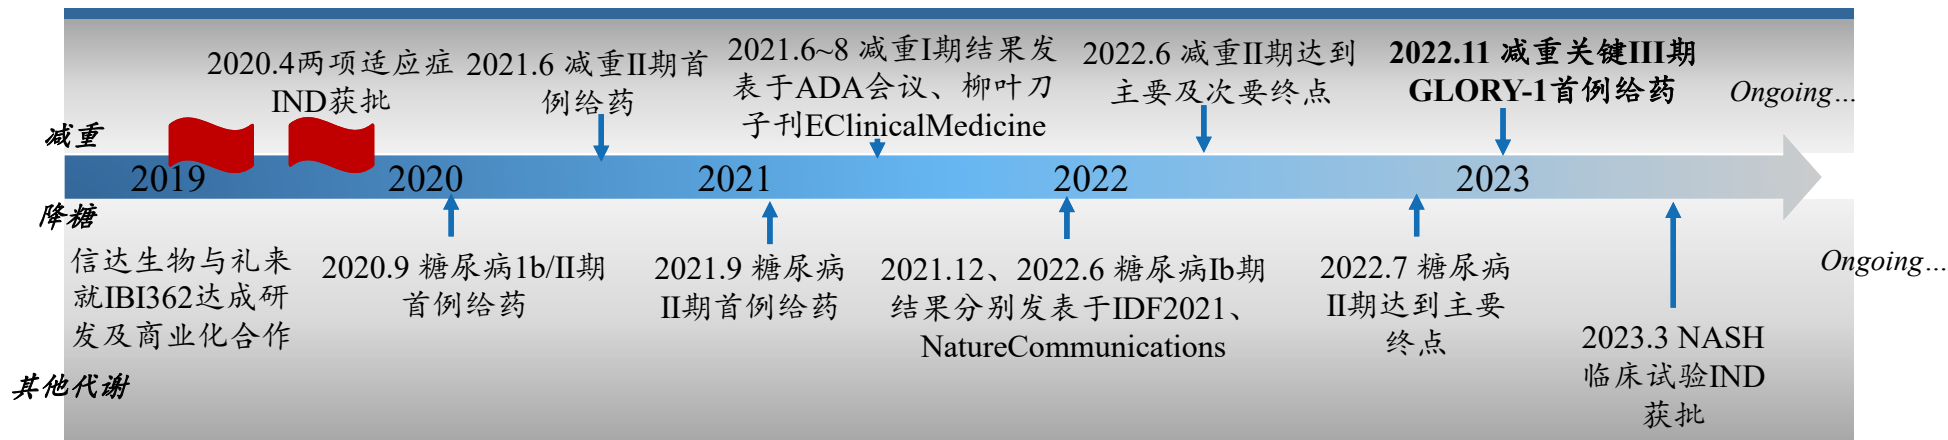 2020.4两项适应症
IND获批
2021.6 减重II期首
例给药
2021.6~8 减重I期结果发
表于ADA会议、柳叶刀
子刊EClinicalMedicine
2022.6 减重II期达到
主要及次要终点
2022.11 减重关键III期
GLORY-1首例给药
Ongoing…
减重
2019
2020
2021
2022
2023
降糖
信达生物与礼来
就IBI362达成研
发及商业化合作
2020.9 糖尿病1b/II期
首例给药
2021.9 糖尿病
II期首例给药
2021.12、2022.6 糖尿病Ib期
结果分别发表于IDF2021、
NatureCommunications
2022.7 糖尿病
II期达到主要
终点
Ongoing…
2023.3 NASH
临床试验IND
获批
其他代谢